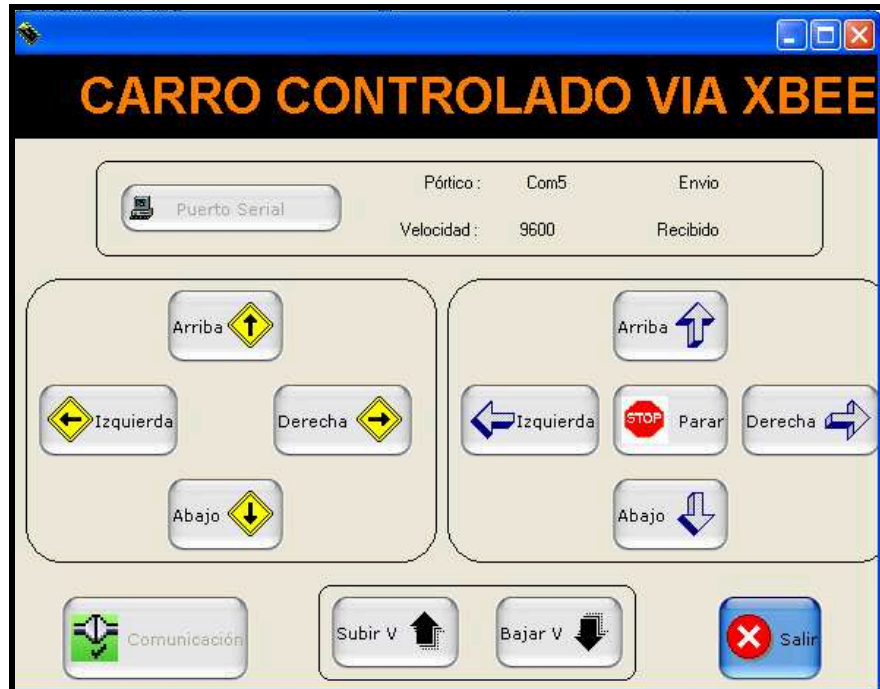 CARRO CONTROLADO VIA XBEE
Puerto Serial
Pórtico : Com5 Envio
Velocidad : 9600 Recibido
Arriba
Izquierda
Derecha
Abajo
Arriba
Izquierda
STOP Parar
Derecha
Abajo
Comunicación
Subir V
Bajar V
Salir